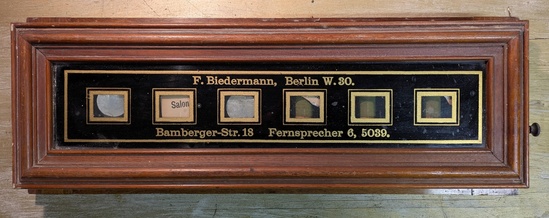 F. Biedermann, Berlin W. 30.
Salon
Bamberger-Str. 18 Fernsprecher 6, 5039.